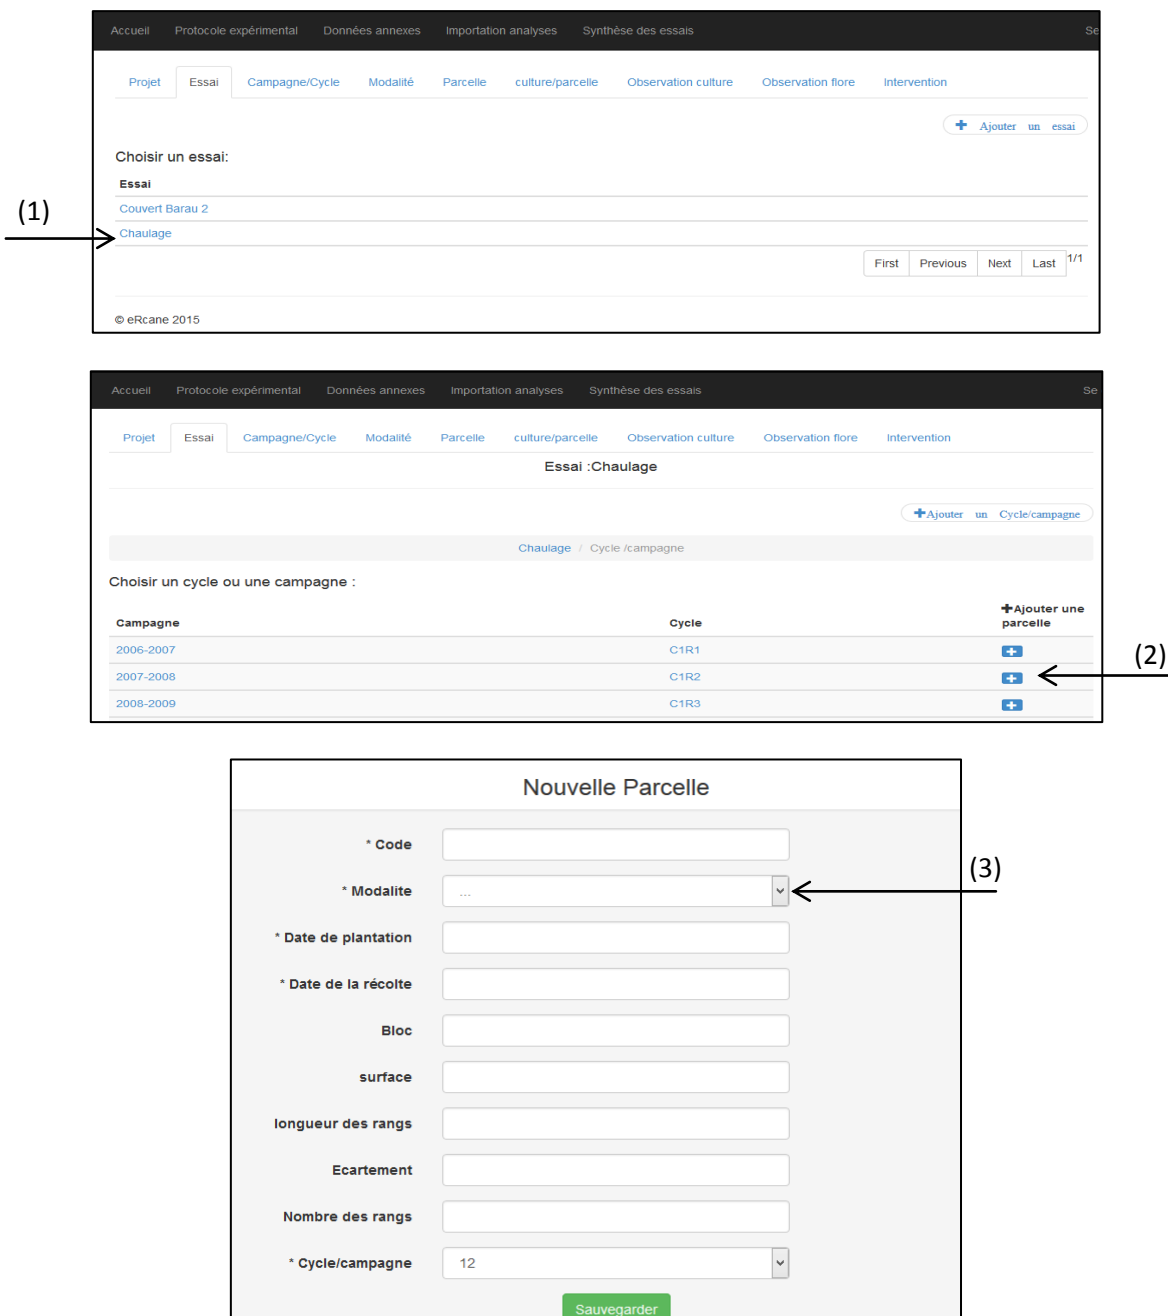 Accueil Protocole expérimental Données annexes Importation analyses Synthèse des essais Se
Projet Essai Campagne/Cycle Modalité Parcelle culture/parcelle Observation culture Observation flore Intervention
Ajouter un essai
Choisir un essai:
Essai
Couvert Barau 2
(1)
Chaulage
First Previous Next Last 1/1
© eRcane 2015
Accueil Protocole expérimental Données annexes Importation analyses Synthèse des essais Se
Projet Essai Campagne/Cycle Modalité Parcelle culture/parcelle Observation culture Observation flore Intervention
Essai :Chaulage
Ajouter un Cycle/campagne
Chaulage / Cycle /campagne
Choisir un cycle ou une campagne :
Campagne Cycle +Ajouter une parcelle
2006-2007 C1R1
2007-2008 C1R2
(2)
2008-2009 C1R3
Nouvelle Parcelle
* Code
* Modalite ...
(3)
* Date de plantation
* Date de la récolte
Bloc
surface
longueur des rangs
Ecartement
Nombre des rangs
* Cycle/campagne 12
Sauvegarder